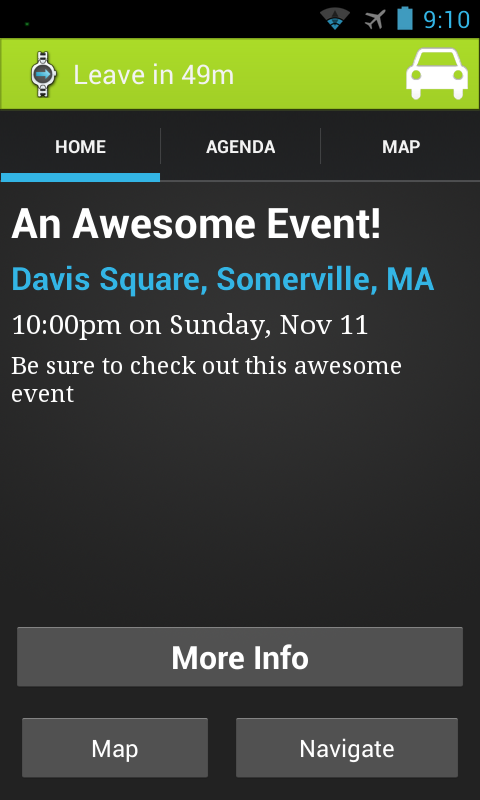 9:10
Leave in 49m
HOME AGENDA MAP
An Awesome Event!
Davis Square, Somerville, MA
10:00pm on Sunday, Nov 11
Be sure to check out this awesome
event
More Info
Map Navigate